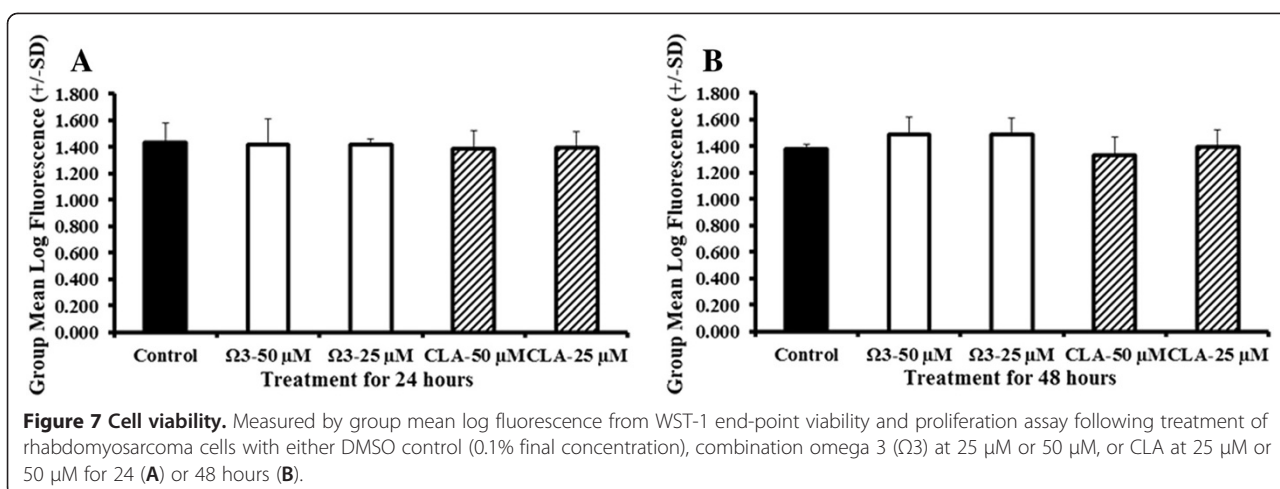 A
Group Mean Log Fluorescence (+/-SD)
1.800
1.600
1.400
1.200
1.000
0.800
0.600
0.400
0.200
0.000
Control Ω3-50 µM Ω3-25 µM CLA-50 µM CLA-25 µM
Treatment for 24 hours
B
Group Mean Log Fluorescence (+/-SD)
1.800
1.600
1.400
1.200
1.000
0.800
0.600
0.400
0.200
0.000
Control Ω3-50 µM Ω3-25 µM CLA-50 µM CLA-25 µM
Treatment for 48 hours
Figure 7 Cell viability. Measured by group mean log fluorescence from WST-1 end-point viability and proliferation assay following treatment of
rhabdomyosarcoma cells with either DMSO control (0.1% final concentration), combination omega 3 (Ω3) at 25 µM or 50 µM, or CLA at 25 µM or
50 µM for 24 (A) or 48 hours (B).